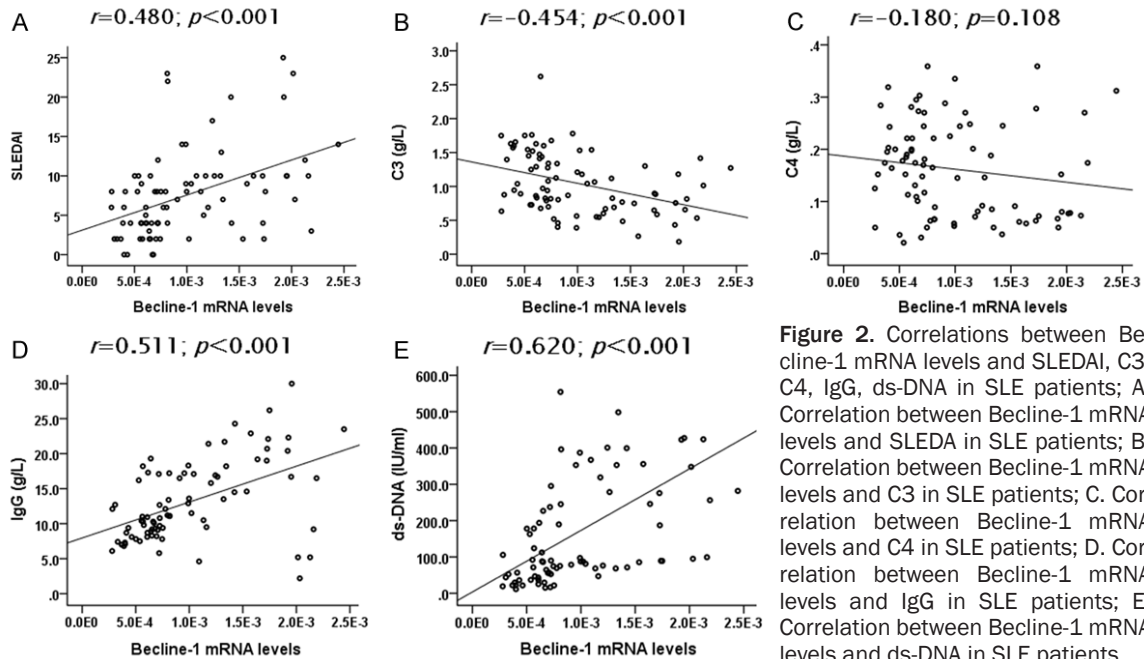 A
r=0.480; p<0.001
25
20
15
10
5
0
SLEDAI
0.0E0 5.0E-4 1.0E-3 1.5E-3 2.0E-3 2.5E-3
Becline-1 mRNA levels
B
r=-0.454; p<0.001
3.0
2.5
2.0
1.5
1.0
.5
.0
C3 (g/L)
0.0E0 5.0E-4 1.0E-3 1.5E-3 2.0E-3 2.5E-3
Becline-1 mRNA levels
C
r=-0.180; p=0.108
.4
.3
.2
.1
.0
C4 (g/L)
0.0E0 5.0E-4 1.0E-3 1.5E-3 2.0E-3 2.5E-3
Becline-1 mRNA levels
D
r=0.511; p<0.001
30.0
25.0
20.0
15.0
10.0
5.0
.0
IgG (g/L)
0.0E0 5.0E-4 1.0E-3 1.5E-3 2.0E-3 2.5E-3
Becline-1 mRNA levels
E
r=0.620; p<0.001
600.0
500.0
400.0
300.0
200.0
100.0
.0
ds-DNA (IU/ml)
0.0E0 5.0E-4 1.0E-3 1.5E-3 2.0E-3 2.5E-3
Becline-1 mRNA levels
Figure 2. Correlations between Be-
cline-1 mRNA levels and SLEDAI, C3,
C4, IgG, ds-DNA in SLE patients; A.
Correlation between Becline-1 mRNA
levels and SLEDA in SLE patients; B.
Correlation between Becline-1 mRNA
levels and C3 in SLE patients; C. Cor-
relation between Becline-1 mRNA
levels and C4 in SLE patients; D. Cor-
relation between Becline-1 mRNA
levels and IgG in SLE patients; E.
Correlation between Becline-1 mRNA
levels and ds-DNA in SLE patients.